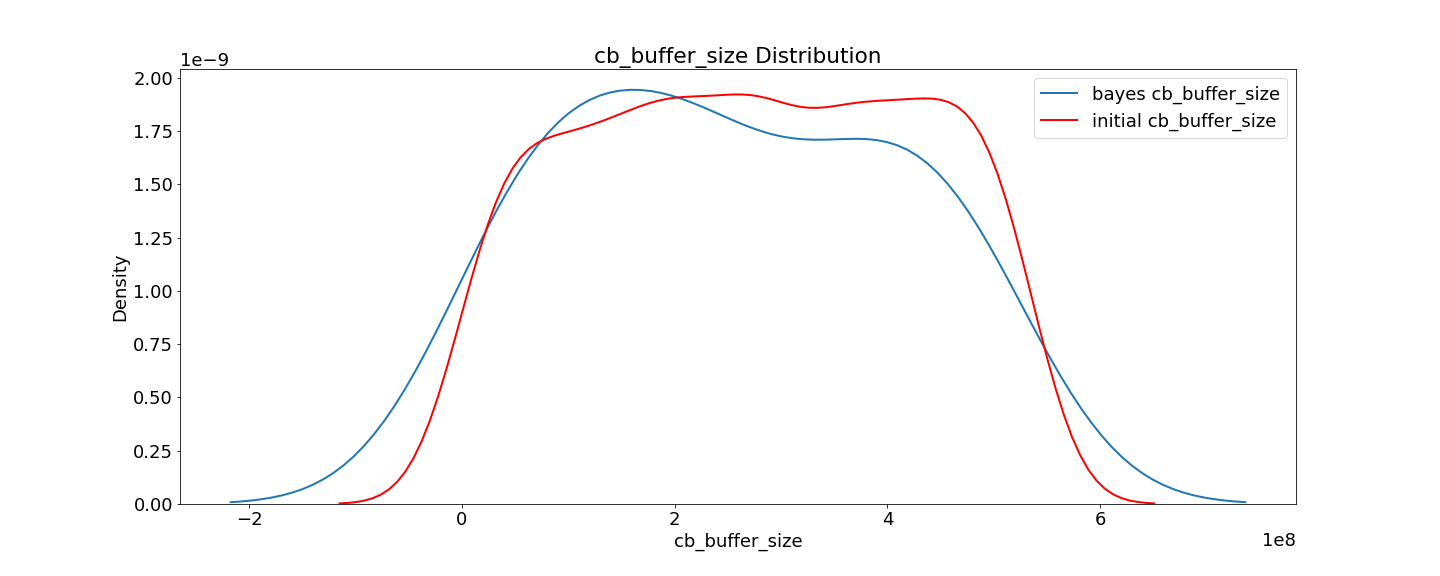 cb_buffer_size Distribution
1e−9
2.00
1.75
1.50
1.25
1.00
0.75
0.50
0.25
0.00
Density
bayes cb_buffer_size
initial cb_buffer_size
−2
0
2
4
6
cb_buffer_size
1e8